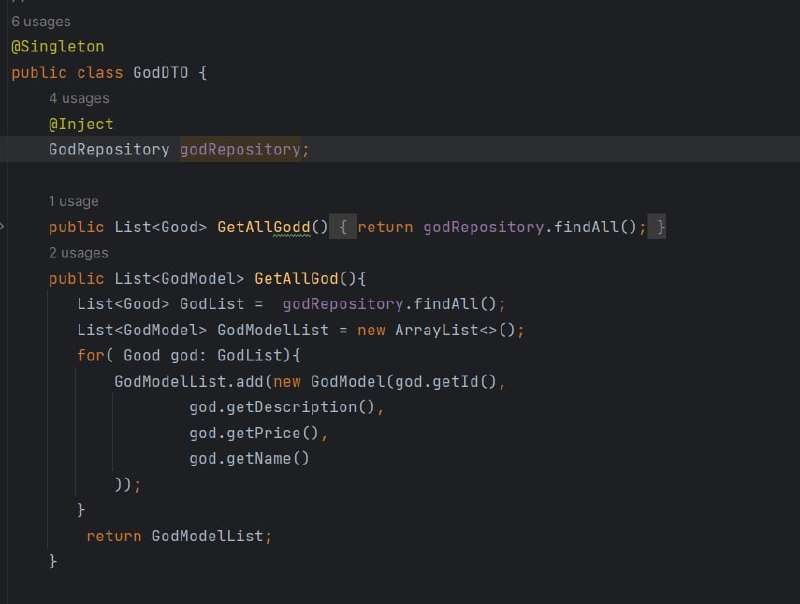 6 usages
@Singleton
public class GodDTO {
4 usages
@Inject
GodRepository godRepository;
1 usage
public List<Good> GetAllGodd() { return godRepository.findAll(); }
2 usages
public List<GodModel> GetAllGod(){
List<Good> GodList =  godRepository.findAll();
List<GodModel> GodModelList = new ArrayList<>();
for( Good god: GodList){
GodModelList.add(new GodModel(god.getId(),
god.getDescription(),
god.getPrice(),
god.getName()
));
}
return GodModelList;
}